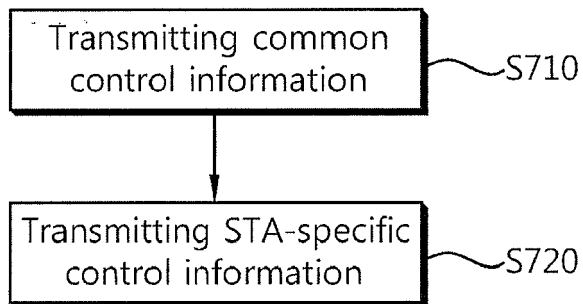 Transmitting common
control information
S710
Transmitting STA-specific
control information
S720